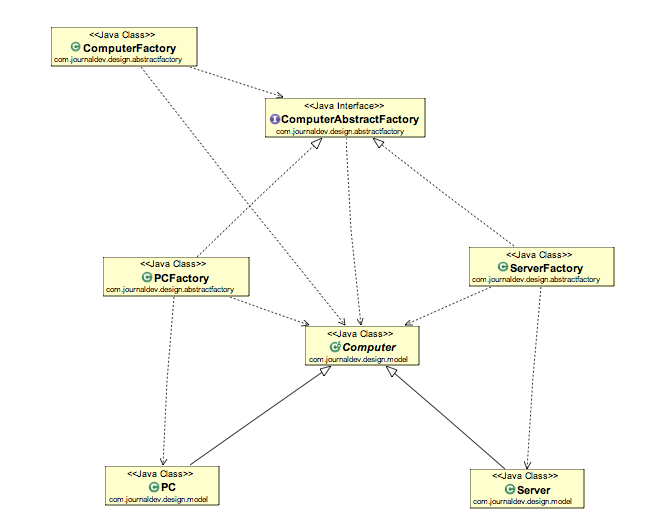 <<Java Class>>
ComputerFactory
com.journaldev.design.abstractfactory
<<Java Interface>>
ComputerAbstractFactory
com.journaldev.design.abstractfactory
<<Java Class>>
PCFactory
com.journaldev.design.abstractfactory
<<Java Class>>
ServerFactory
com.journaldev.design.abstractfactory
<<Java Class>>
Computer
com.journaldev.design.model
<<Java Class>>
PC
com.journaldev.design.model
<<Java Class>>
Server
com.journaldev.design.model